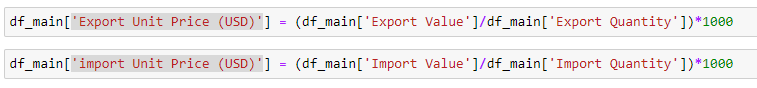 df_main['Export Unit Price (USD)'] = (df_main['Export Value']/df_main['Export Quantity'])*1000
df_main['import Unit Price (USD)'] = (df_main['Import Value']/df_main['Import Quantity'])*1000